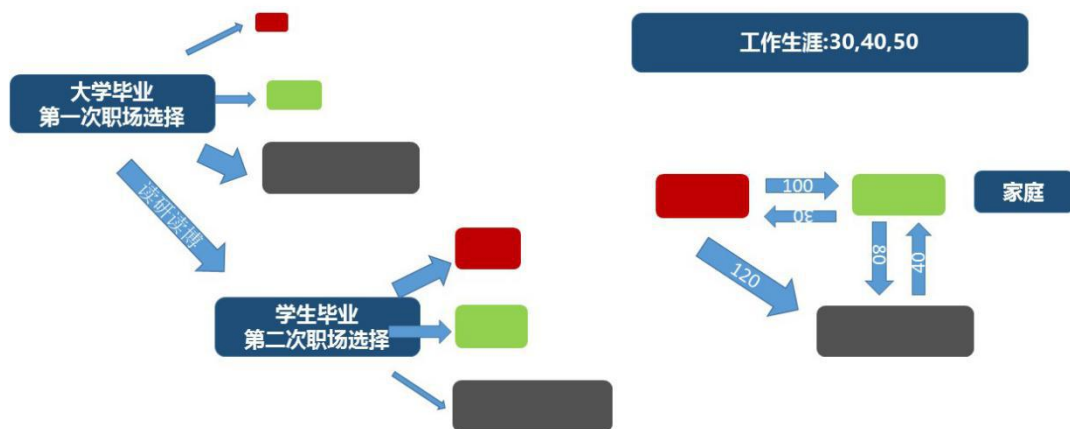 大学毕业
第一次职场选择
读研读博
学生毕业
第二次职场选择
工作生涯:30,40,50
100
30
家庭
80
40
120